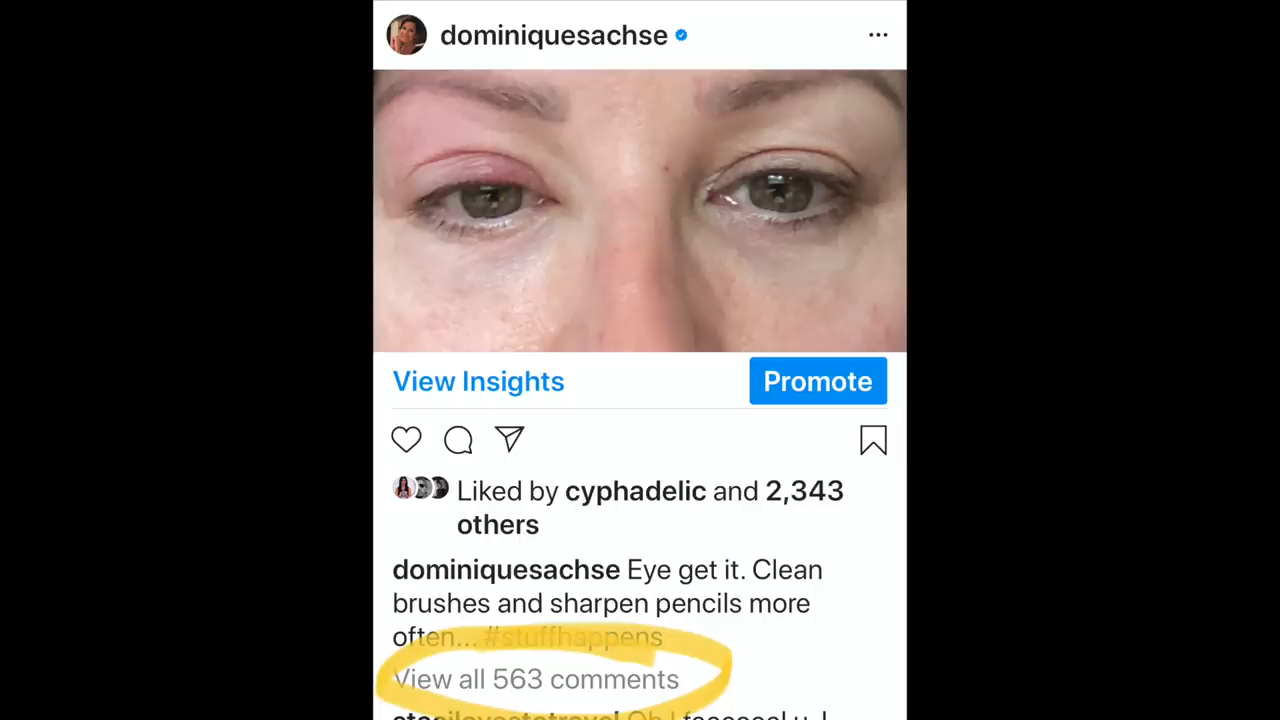 dominiquesachse
View Insights
Promote
Liked by cyphadelic and 2,343
others
dominiquesachse Eye get it. Clean
brushes and sharpen pencils more
often... #stuffhappens
View all 563 comments